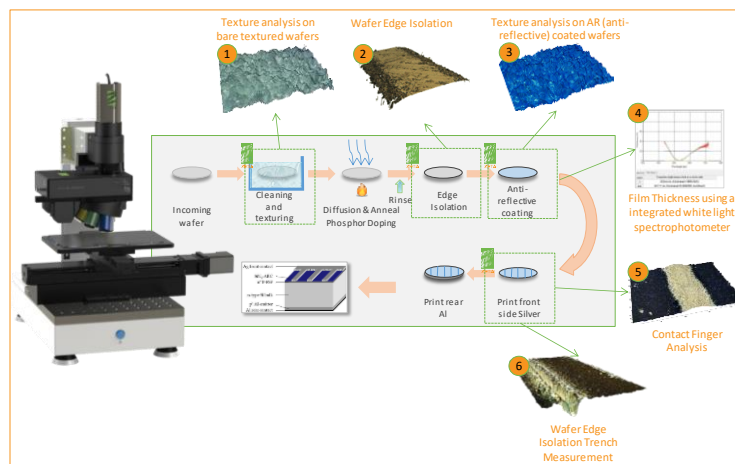 Texture analysis on
bare textured wafers
1
Wafer Edge Isolation
2
Texture analysis on AR (anti-
reflective) coated wafers
3
4
Film Thickness using a
integrated white light
spectrophotometer
Incoming
wafer
Cleaning
and
texturing
Diffusion & Anneal
Phosphor Doping
Rinse
Edge
Isolation
Anti-
reflective
coating
Print rear
Al
Print front
side Silver
5
Contact Finger
Analysis
6
Wafer Edge
Isolation Trench
Measurement